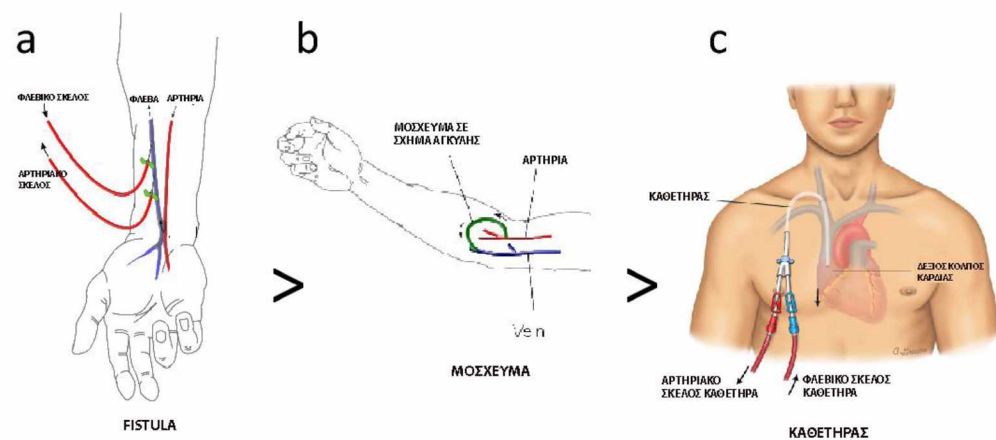 a
ΦΛΕΒΙΚΟ ΣΚΕΛΟΣ
ΦΛΕΒΑ
ΑΡΤΗΡΙΑ
ΑΡΤΗΡΙΑΚΟ
ΣΚΕΛΟΣ
FISTULA
>
b
ΜΟΣΧΕΥΜΑ ΣΕ
ΣΧΗΜΑ ΑΓΚΥΛΗΣ
ΑΡΤΗΡΙΑ
Vein
ΜΟΣΧΕΥΜΑ
>
c
ΚΑΘΕΤΗΡΑΣ
ΔΕΞΙΟΣ ΚΟΛΠΟΣ
ΚΑΡΔΙΑΣ
ΑΡΤΗΡΙΑΚΟ
ΣΚΕΛΟΣ ΚΑΘΕΤΗΡΑ
ΦΛΕΒΙΚΟ ΣΚΕΛΟΣ
ΚΑΘΕΤΗΡΑ
ΚΑΘΕΤΗΡΑΣ